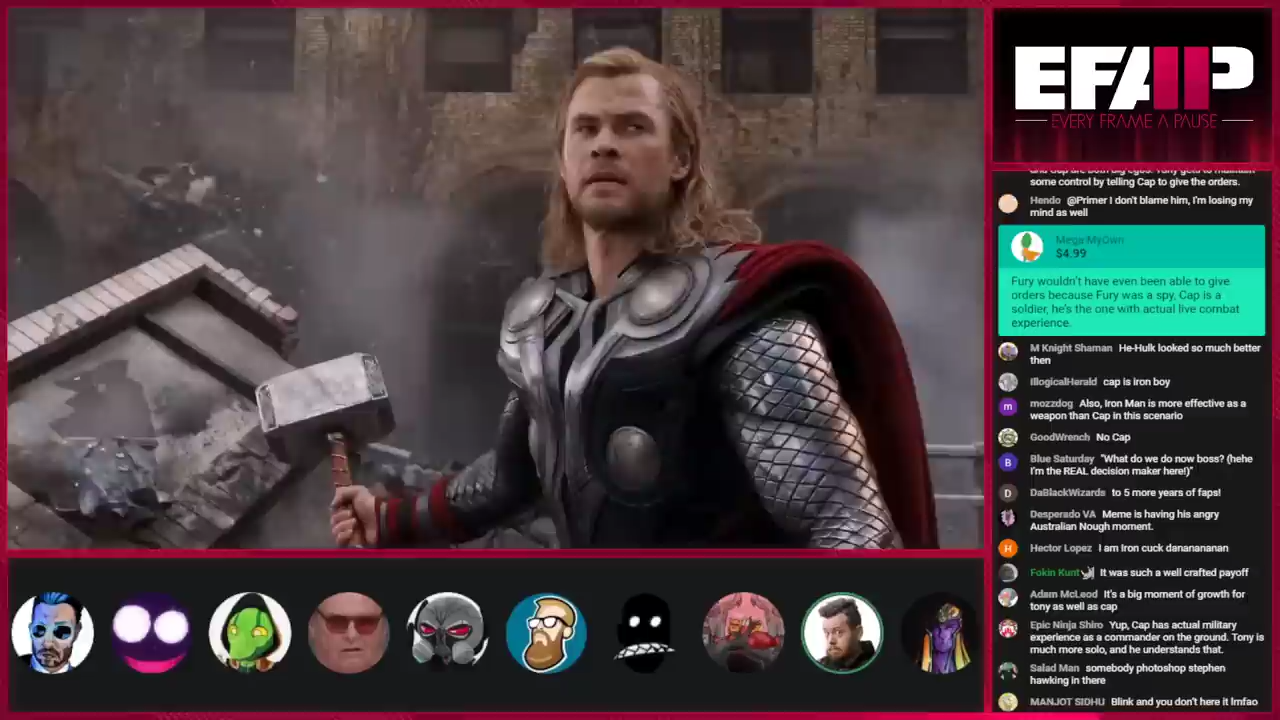 EFAP
EVERY FRAME A PAUSE
some control by telling Cap to give the orders.
Hendo @Primer I don't blame him, I'm losing my
mind as well
Mega MyOwn
$4.99
Fury wouldn't have even been able to give
orders because Fury was a spy, Cap is a
soldier, he's the one with actual live combat
experience.
M Knight Shaman He-Hulk looked so much better
then
IllogicalHerald cap is iron boy
m
mozzdog Also, Iron Man is more effective as a
weapon than Cap in this scenario
GoodWrench No Cap
B
Blue Saturday "What do we do now boss? (hehe
I'm the REAL decision maker here!)"
D
DaBlackWizards to 5 more years of faps!
Desperado VA Meme is having his angry
Australian Nough moment.
H
Hector Lopez I am Iron cuck danananana​nan
Fokin Kunt It was such a well crafted payoff
Adam McLeod It's a big moment of growth for
tony as well as cap
Epic Ninja Shiro Yup, Cap has actual military
experience as a commander on the ground. Tony is
much more solo, and he understands that.
Salad Man somebody photoshop stephen
hawking in there
MANJOT SIDHU Blink and you don't here it lmfao